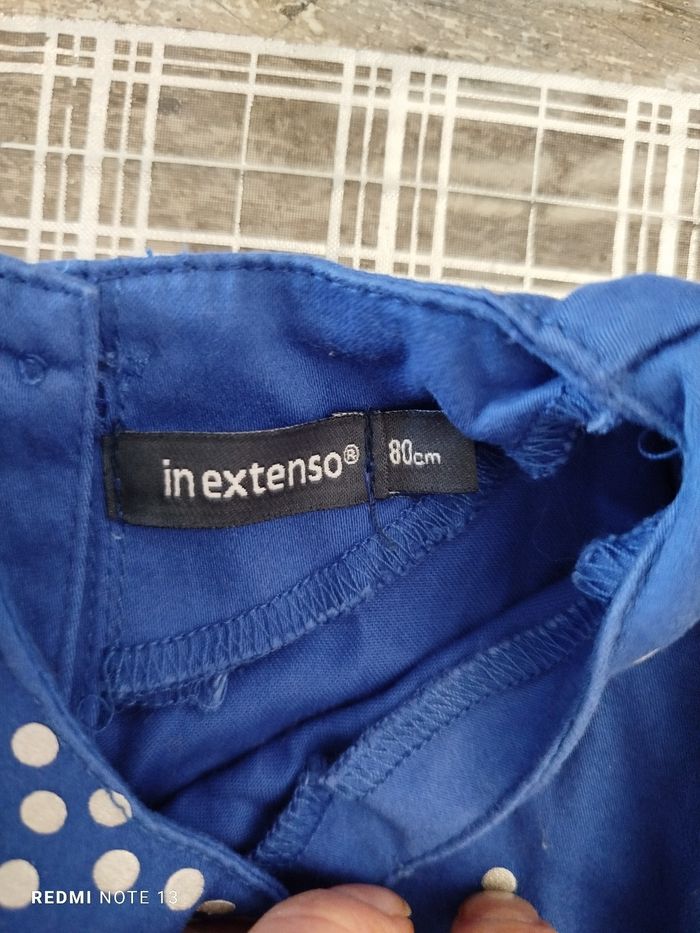 in extenso®
80cm
REDMI NOTE 13